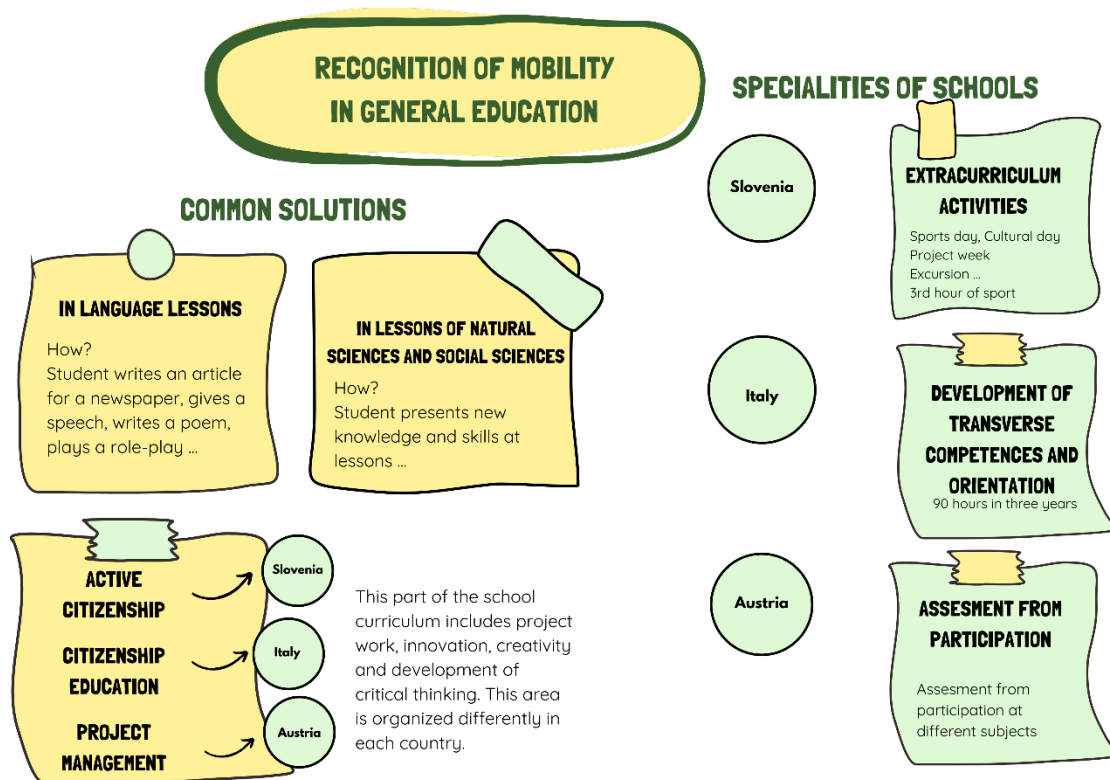 RECOGNITION OF MOBILITY
IN GENERAL EDUCATION
COMMON SOLUTIONS
IN LANGUAGE LESSONS
How?
Student writes an article
for a newspaper, gives a
speech, writes a poem,
plays a role-play ...
IN LESSONS OF NATURAL
SCIENCES AND SOCIAL SCIENCES
How?
Student presents new
knowledge and skills at
lessons ...
ACTIVE
CITIZENSHIP
Slovenia
CITIZENSHIP
EDUCATION
Italy
PROJECT
MANAGEMENT
Austria
This part of the school
curriculum includes project
work, innovation, creativity
and development of
critical thinking. This area
is organized differently in
each country.
SPECIALITIES OF SCHOOLS
Slovenia
EXTRACURRICULUM
ACTIVITIES
Sports day, Cultural day
Project week
Excursion ...
3rd hour of sport
Italy
DEVELOPMENT OF
TRANSVERSE
COMPETENCES AND
ORIENTATION
90 hours in three years
Austria
ASSESMENT FROM
PARTICIPATION
Assesment from
participation at
different subjects